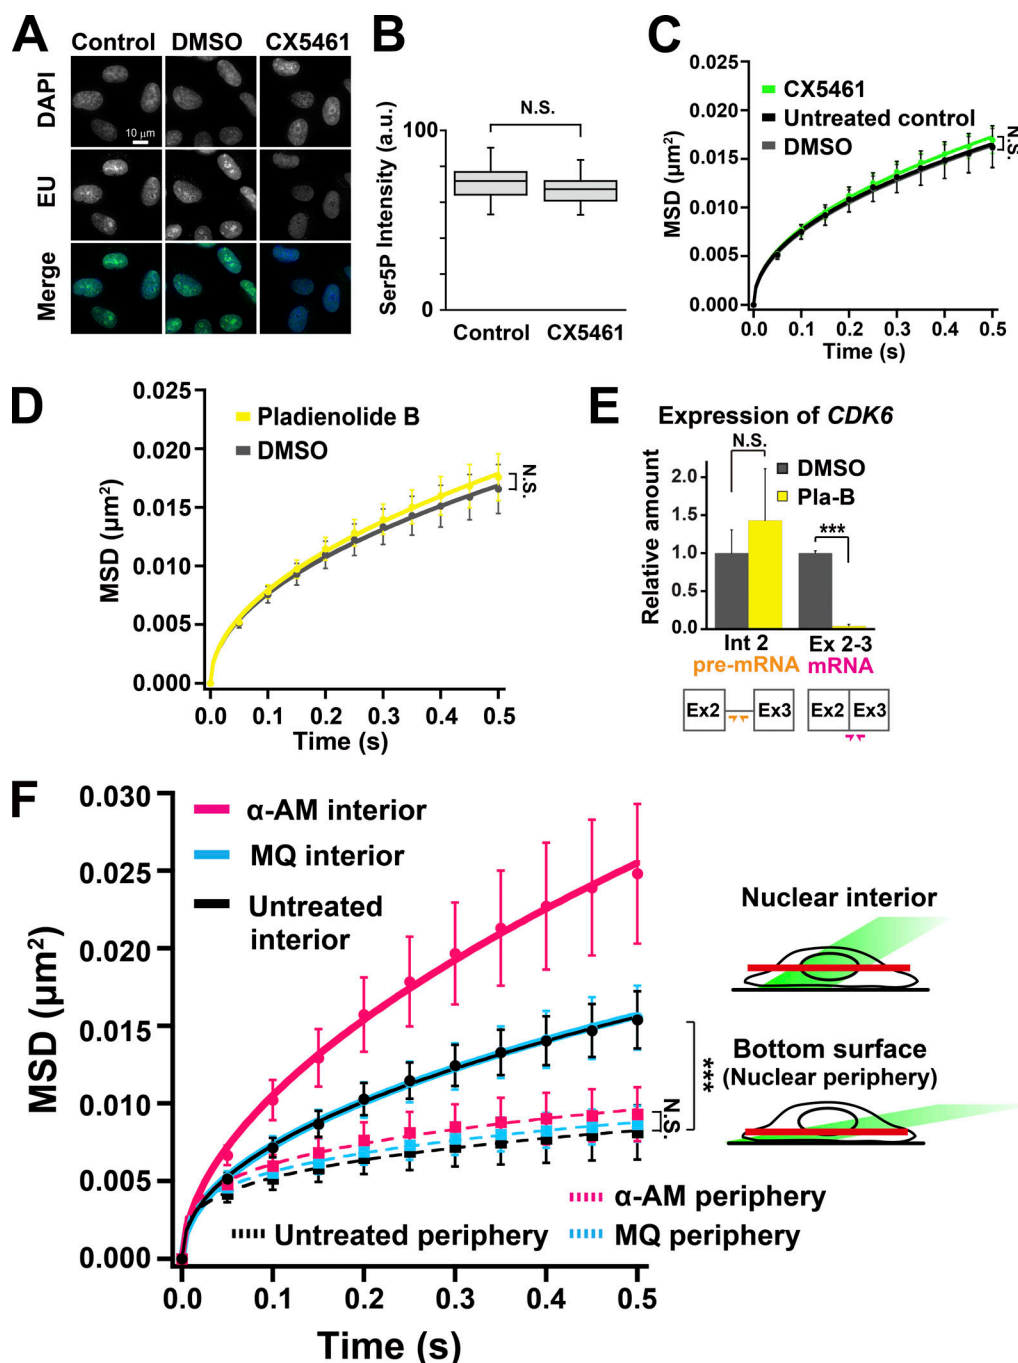 A
Control DMSO CX5461
DAPI
10 μm
EU
Merge
B
N.S.
100
Ser5P Intensity (a.u.)
0
Control CX5461
C
0.025
CX5461
Untreated control
DMSO
0.020
0.015
0.010
0.005
0.000
MSD (μm²)
N.S.
0.0 0.1 0.2 0.3 0.4 0.5
Time (s)
D
0.025
Pladienolide B
DMSO
0.020
0.015
0.010
0.005
0.000
MSD (μm²)
N.S.
0.0 0.1 0.2 0.3 0.4 0.5
Time (s)
E
Expression of CDK6
N.S.
DMSO
Pla-B
***
2.0
1.5
1.0
0.5
0.0
Relative amount
Int 2 Ex 2-3
pre-mRNA mRNA
Ex2 Ex3 Ex2 Ex3
F
0.030
α-AM interior
MQ interior
Untreated
interior
0.025
0.020
0.015
0.010
0.005
0.000
MSD (μm²)
***
N.S.
α-AM periphery
Untreated periphery MQ periphery
0.0 0.1 0.2 0.3 0.4 0.5
Time (s)
Nuclear interior
Bottom surface
(Nuclear periphery)